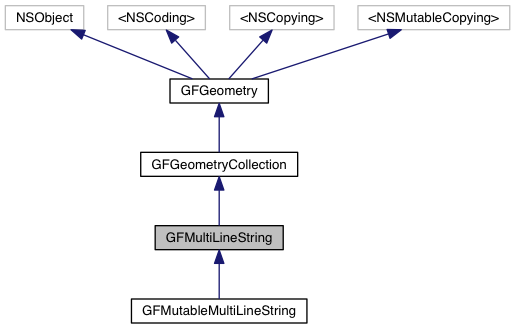 NSObject
<NSCoding>
<NSCopying>
<NSMutableCopying>
GFGeometry
GFGeometryCollection
GFMultiLineString
GFMutableMultiLineString